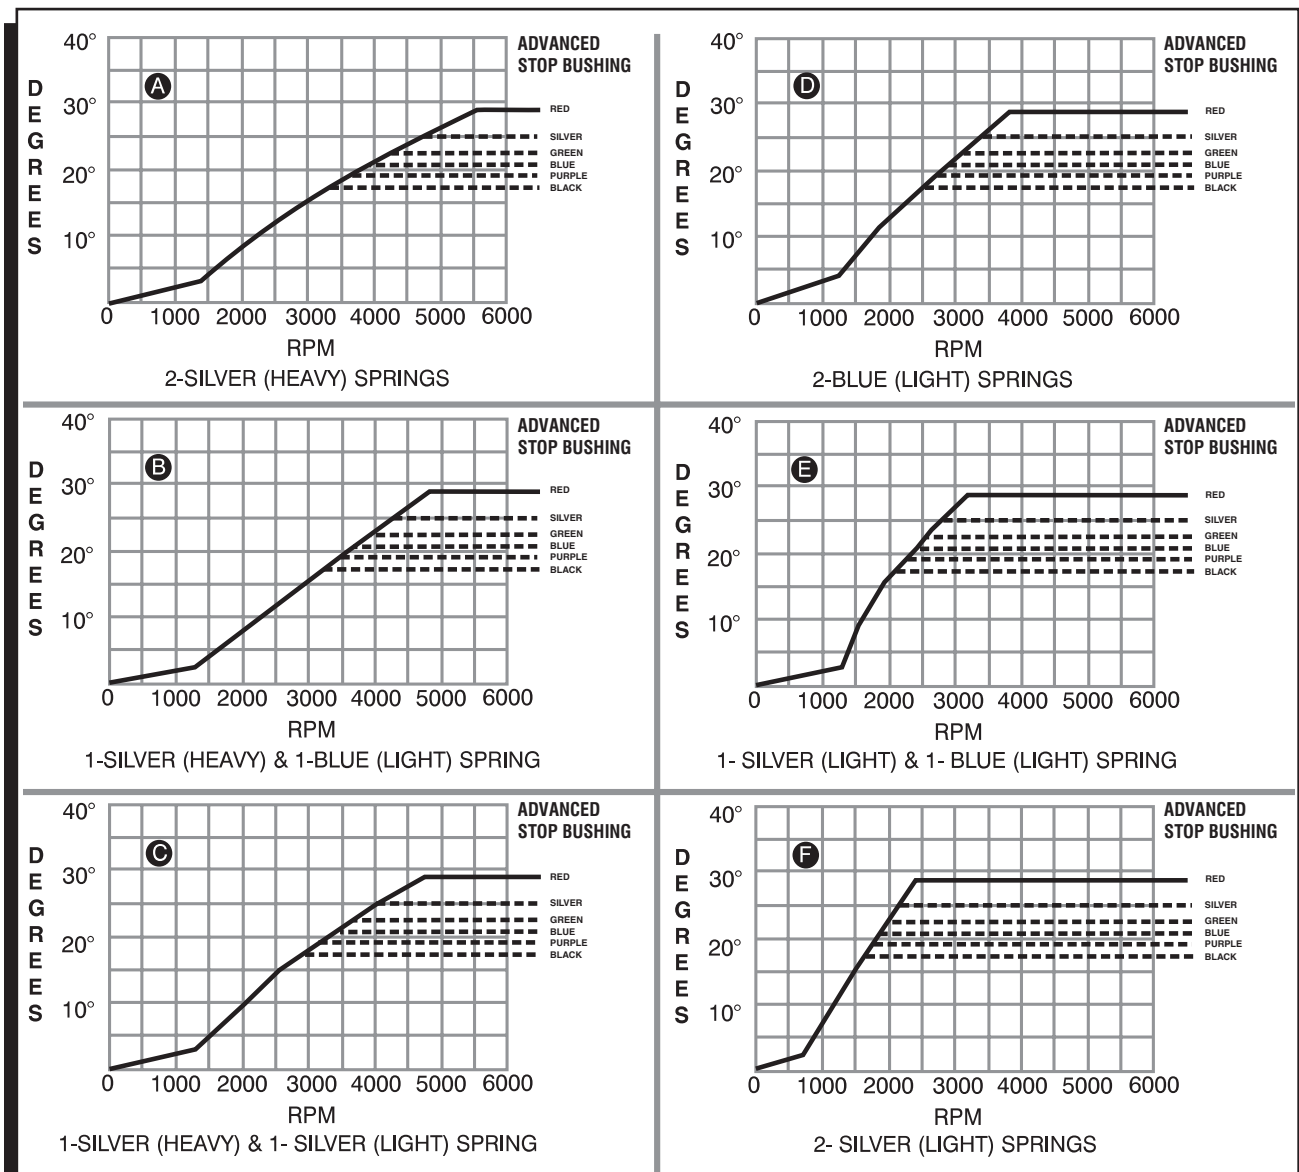 40°
ADVANCED
STOP BUSHING
A
30°
RED
SILVER
GREEN
BLUE
20°
PURPLE
BLACK
10°
DEGREES
0 1000 2000 3000 4000 5000 6000
RPM
2-SILVER (HEAVY) SPRINGS
40°
ADVANCED
STOP BUSHING
D
30°
RED
SILVER
GREEN
BLUE
20°
PURPLE
BLACK
10°
DEGREES
0 1000 2000 3000 4000 5000 6000
RPM
2-BLUE (LIGHT) SPRINGS
40°
ADVANCED
STOP BUSHING
B
30°
RED
SILVER
GREEN
BLUE
20°
PURPLE
BLACK
10°
DEGREES
0 1000 2000 3000 4000 5000 6000
RPM
1-SILVER (HEAVY) & 1-BLUE (LIGHT) SPRING
40°
ADVANCED
STOP BUSHING
E
30°
RED
SILVER
GREEN
BLUE
20°
PURPLE
BLACK
10°
DEGREES
0 1000 2000 3000 4000 5000 6000
RPM
1- SILVER (LIGHT) & 1- BLUE (LIGHT) SPRING
40°
ADVANCED
STOP BUSHING
C
30°
RED
SILVER
GREEN
BLUE
20°
PURPLE
BLACK
10°
DEGREES
0 1000 2000 3000 4000 5000 6000
RPM
1-SILVER (HEAVY) & 1- SILVER (LIGHT) SPRING
40°
ADVANCED
STOP BUSHING
F
30°
RED
SILVER
GREEN
BLUE
20°
PURPLE
BLACK
10°
DEGREES
0 1000 2000 3000 4000 5000 6000
RPM
2- SILVER (LIGHT) SPRINGS